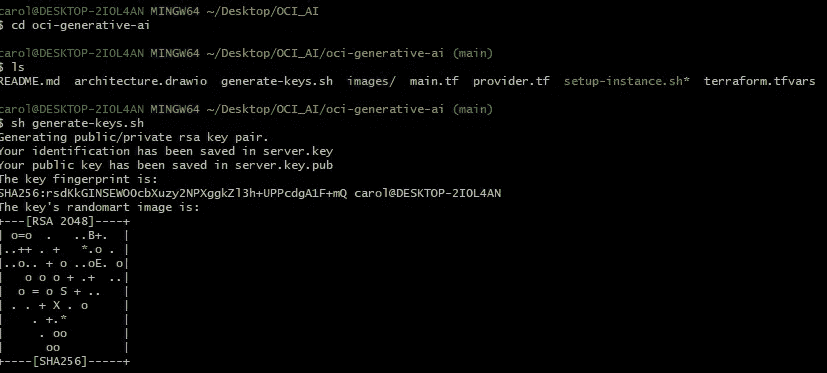 carol@DESKTOP-2IOL4AN MINGW64 ~/Desktop/OCI_AI
$ cd oci-generative-ai

carol@DESKTOP-2IOL4AN MINGW64 ~/Desktop/OCI_AI/oci-generative-ai (main)
$ ls
README.md  architecture.drawio  generate-keys.sh  images/  main.tf  provider.tf  setup-instance.sh*  terraform.tfvars

carol@DESKTOP-2IOL4AN MINGW64 ~/Desktop/OCI_AI/oci-generative-ai (main)
$ sh generate-keys.sh
Generating public/private rsa key pair.
Your identification has been saved in server.key
Your public key has been saved in server.key.pub
The key fingerprint is:
SHA256:rsdKkGINSEWOOcbXuzy2NPXggkZl3h+UPPcdgA1F+mQ carol@DESKTOP-2IOL4AN
The key's randomart image is:
+---[RSA 2048]----+
| o=o  .   ..B+.  |
|..++ . +   *.o . |
|..o.. + o ..oE. o|
|   o o o + .+  ..|
|  o = o S + ..   |
| . . + X . o     |
|    . +.*        |
|     . oo        |
|      oo         |
+----[SHA256]-----+